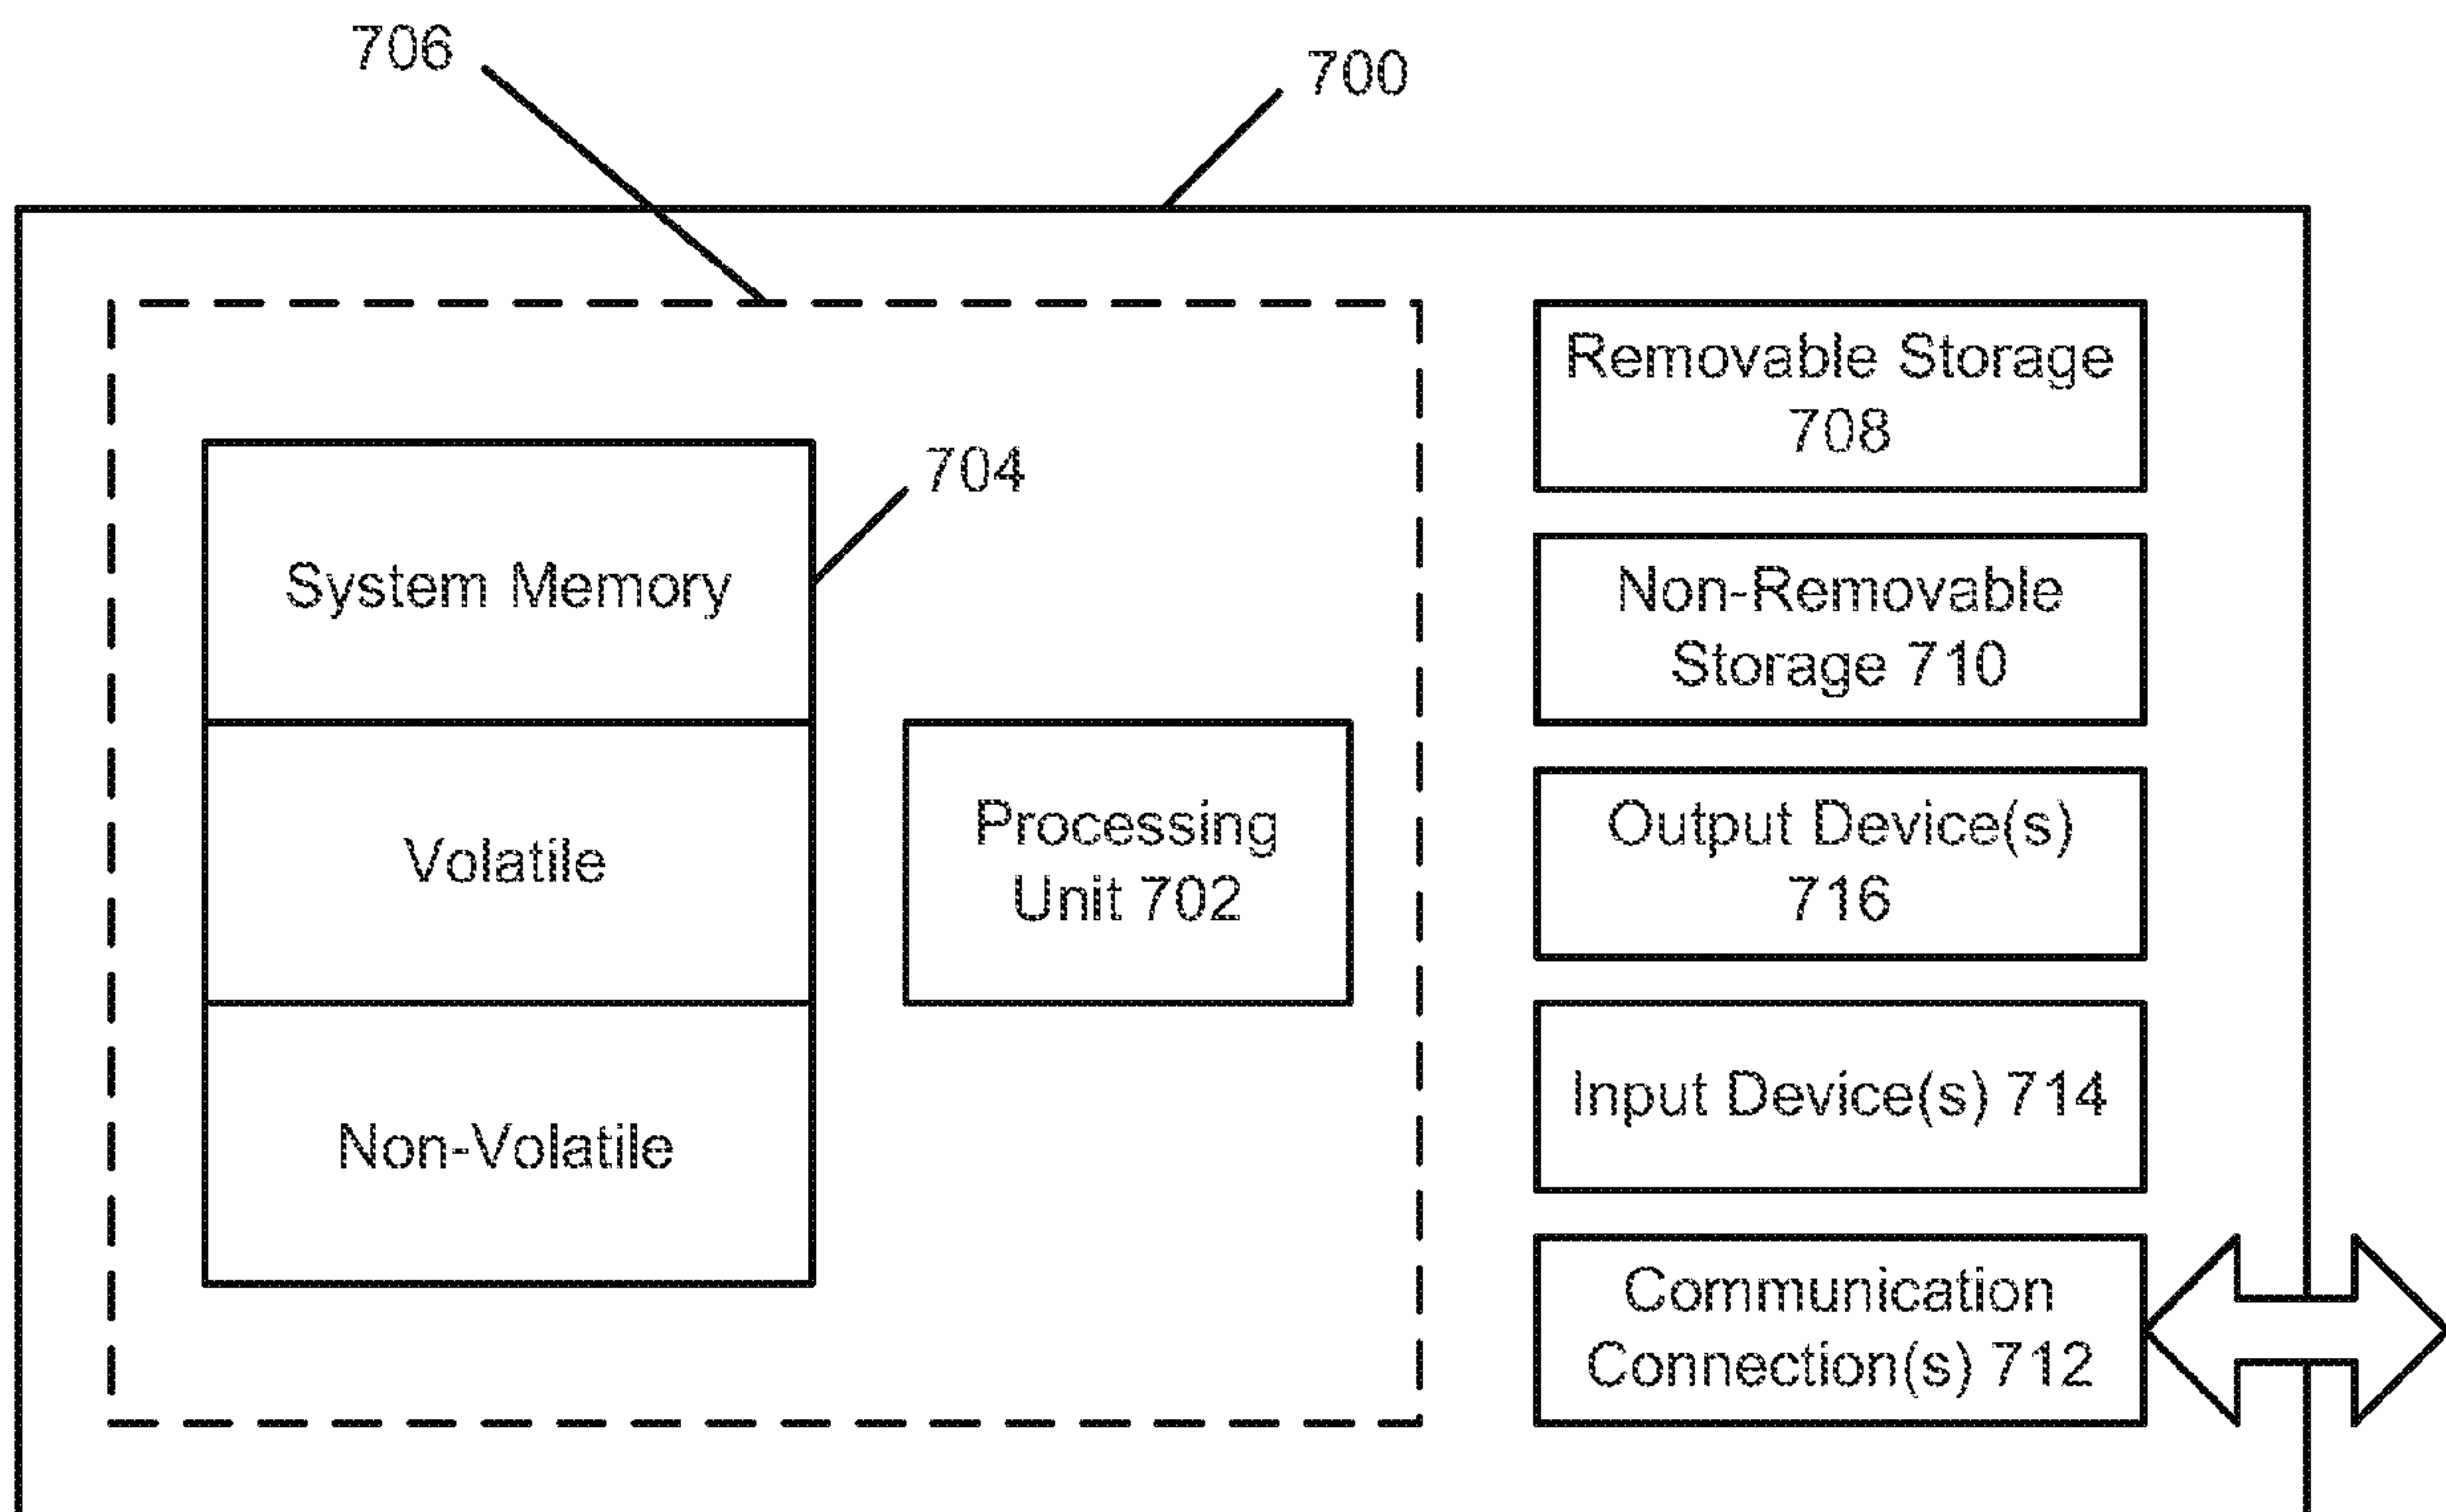 706
700
704
System Memory
Volatile
Non-Volatile
Processing
Unit 702
Removable Storage
708
Non-Removable
Storage 710
Output Device(s)
716
Input Device(s) 714
Communication
Connection(s) 712